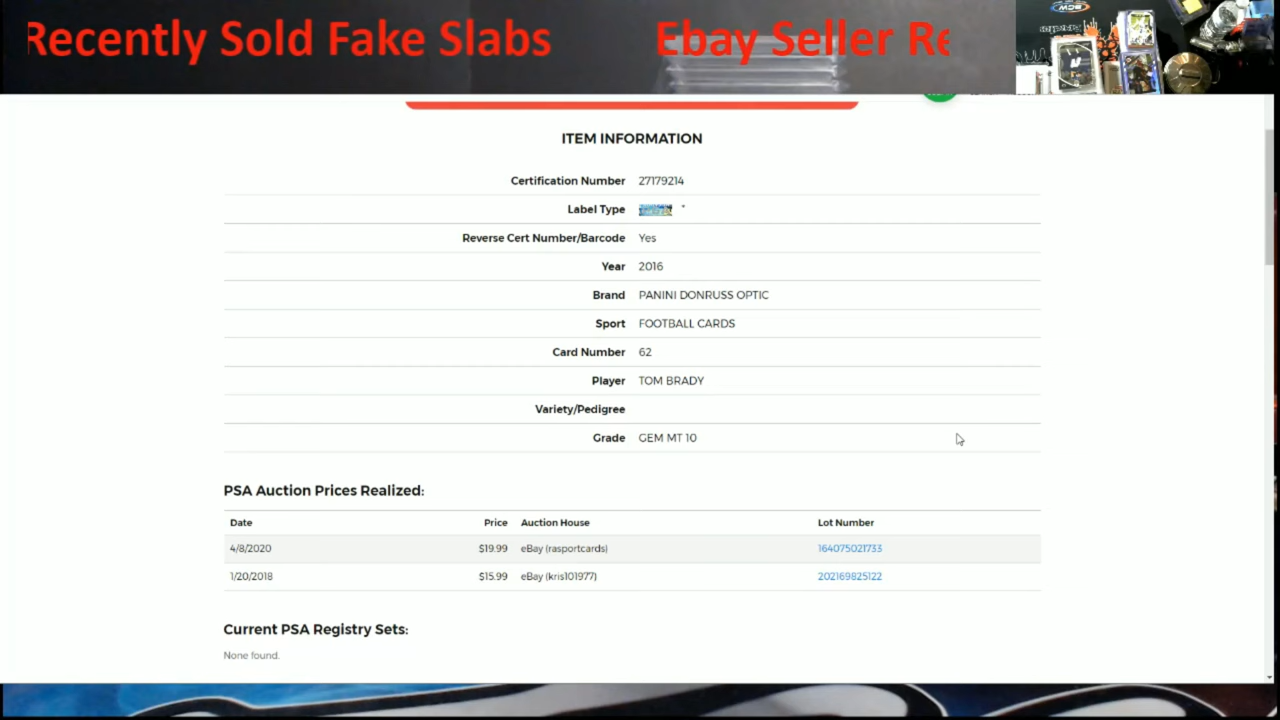 Recently Sold Fake Slabs Ebay Seller Re
ITEM INFORMATION
Certification Number 27179214
Label Type
Reverse Cert Number/Barcode Yes
Year 2016
Brand PANINI DONRUSS OPTIC
Sport FOOTBALL CARDS
Card Number 62
Player TOM BRADY
Variety/Pedigree
Grade GEM MT 10
PSA Auction Prices Realized:
Date Price Auction House Lot Number
4/8/2020 $19.99 eBay (rasportcards) 164075021733
1/20/2018 $15.99 eBay (kris101977) 202169825122
Current PSA Registry Sets:
None found.